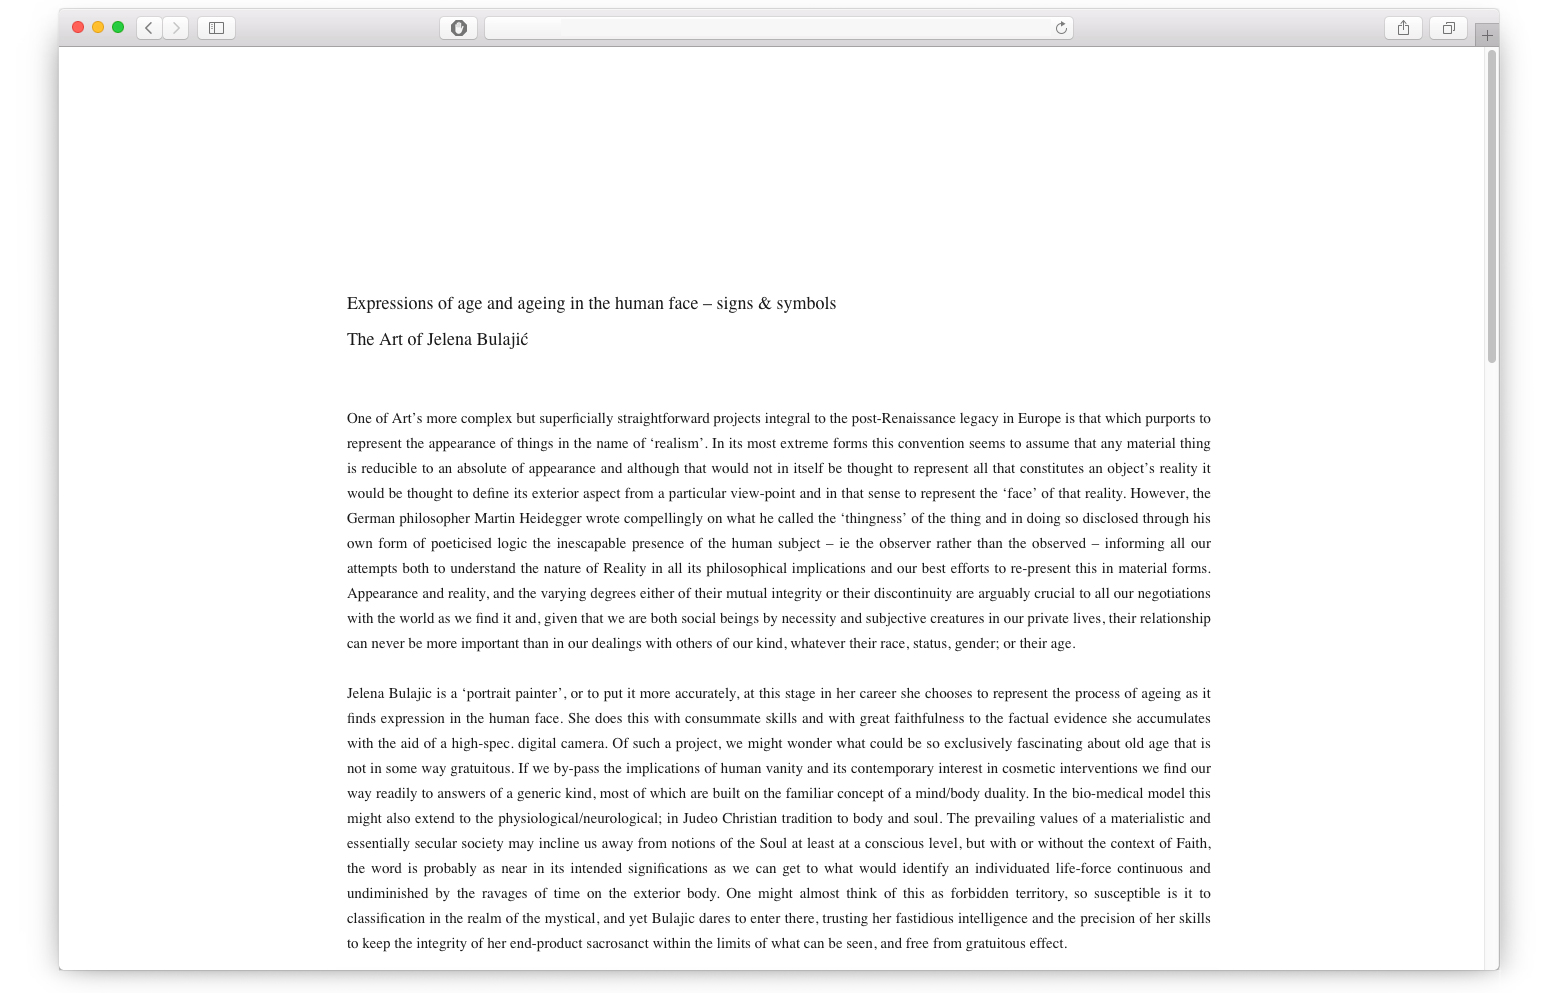 Expressions of age and ageing in the human face – signs & symbols
The Art of Jelena Bulajić
One of Art’s more complex but superficially straightforward projects integral to the post-Renaissance legacy in Europe is that which purports to
represent the appearance of things in the name of ‘realism’. In its most extreme forms this convention seems to assume that any material thing
is reducible to an absolute of appearance and although that would not in itself be thought to represent all that constitutes an object’s reality it
would be thought to define its exterior aspect from a particular view-point and in that sense to represent the ‘face’ of that reality. However, the
German philosopher Martin Heidegger wrote compellingly on what he called the ‘thingness’ of the thing and in doing so disclosed through his
own form of poeticised logic the inescapable presence of the human subject – ie the observer rather than the observed – informing all our
attempts both to understand the nature of Reality in all its philosophical implications and our best efforts to re-present this in material forms.
Appearance and reality, and the varying degrees either of their mutual integrity or their discontinuity are arguably crucial to all our negotiations
with the world as we find it and, given that we are both social beings by necessity and subjective creatures in our private lives, their relationship
can never be more important than in our dealings with others of our kind, whatever their race, status, gender; or their age.
Jelena Bulajic is a ‘portrait painter’, or to put it more accurately, at this stage in her career she chooses to represent the process of ageing as it
finds expression in the human face. She does this with consummate skills and with great faithfulness to the factual evidence she accumulates
with the aid of a high-spec. digital camera. Of such a project, we might wonder what could be so exclusively fascinating about old age that is
not in some way gratuitous. If we by-pass the implications of human vanity and its contemporary interest in cosmetic interventions we find our
way readily to answers of a generic kind, most of which are built on the familiar concept of a mind/body duality. In the bio-medical model this
might also extend to the physiological/neurological; in Judeo Christian tradition to body and soul. The prevailing values of a materialistic and
essentially secular society may incline us away from notions of the Soul at least at a conscious level, but with or without the context of Faith,
the word is probably as near in its intended significations as we can get to what would identify an individuated life-force continuous and
undiminished by the ravages of time on the exterior body. One might almost think of this as forbidden territory, so susceptible is it to
classification in the realm of the mystical, and yet Bulajic dares to enter there, trusting her fastidious intelligence and the precision of her skills
to keep the integrity of her end-product sacrosanct within the limits of what can be seen, and free from gratuitous effect.